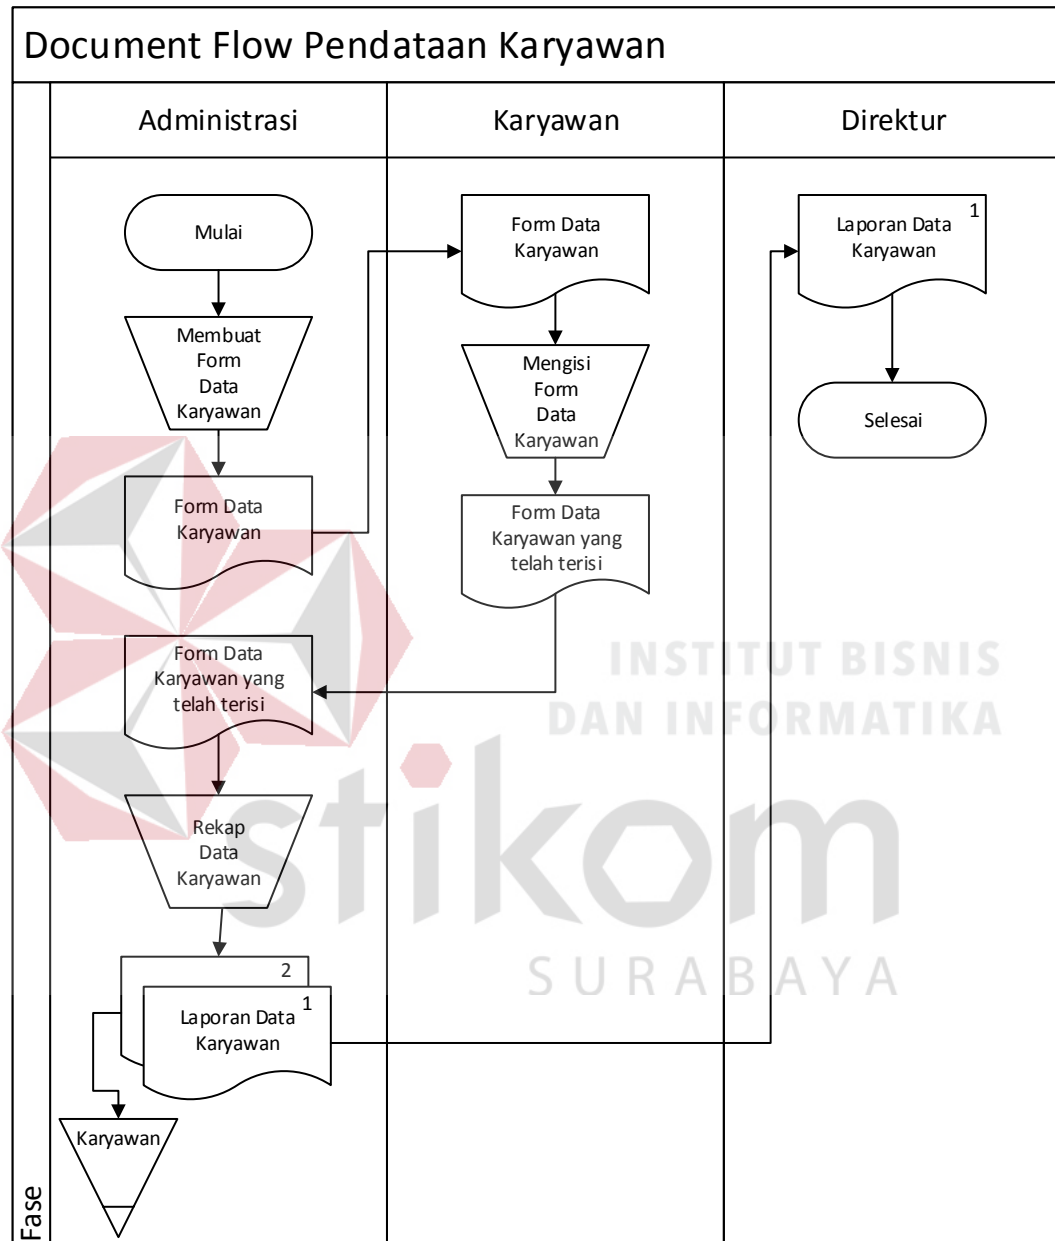 Document Flow Pendataan Karyawan
Administrasi
Karyawan
Direktur
Fase
Mulai
Membuat
Form
Data
Karyawan
Form Data
Karyawan
Form Data
Karyawan yang
telah terisi
Rekap
Data
Karyawan
2
1
Laporan Data
Karyawan
Karyawan
Form Data
Karyawan
Mengisi
Form
Data
Karyawan
Form Data
Karyawan yang
telah terisi
1
Laporan Data
Karyawan
Selesai
INSTITUT BISNIS
DAN INFORMATIKA
stikom
SURABAYA